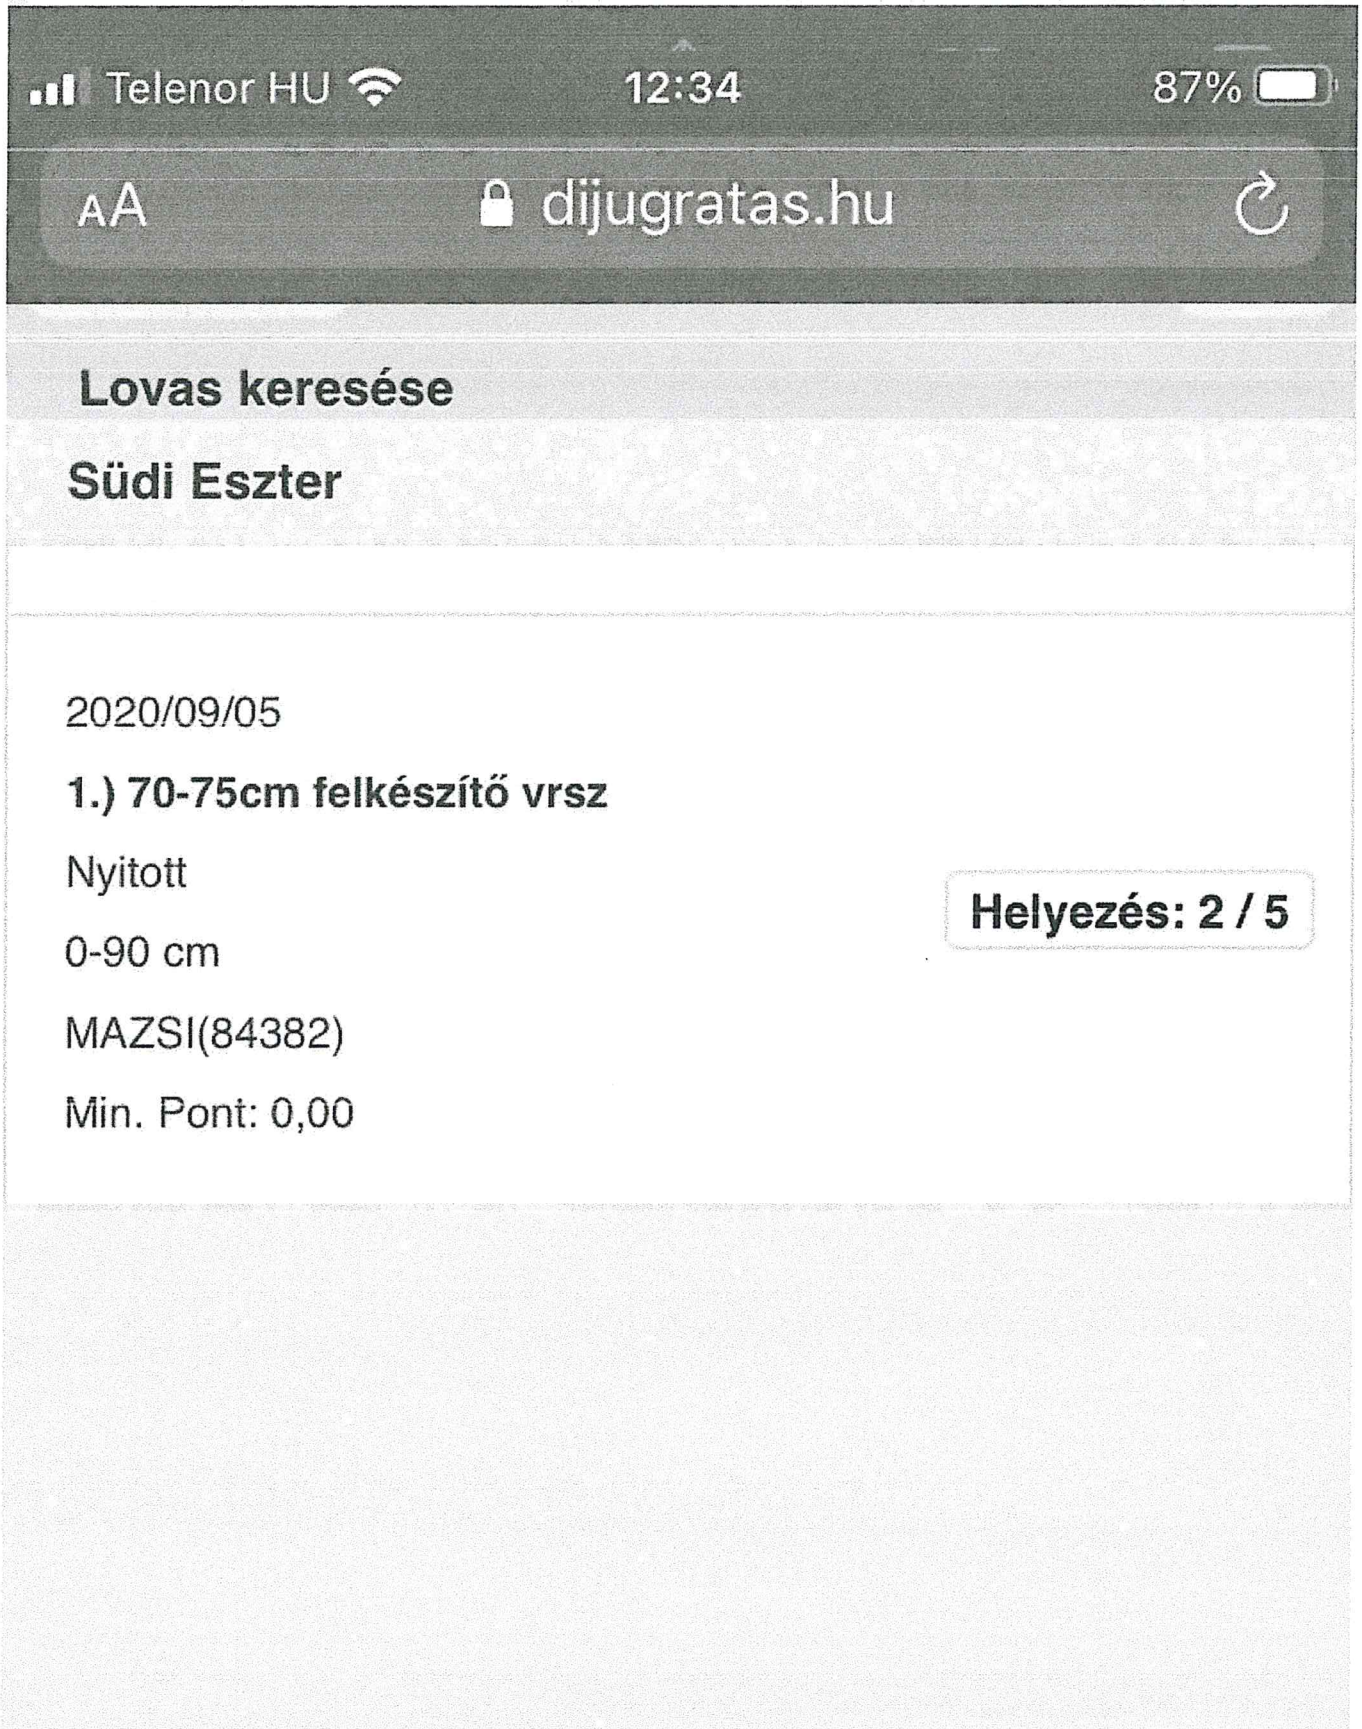 Telenor HU 12:34 87%
AA dijugratas.hu
Lovas keresése
Südi Eszter
2020/09/05
1.) 70-75cm felkészítő vrsz
Nyitott
Helyezés: 2 / 5
0-90 cm
MAZSI(84382)
Min. Pont: 0,00